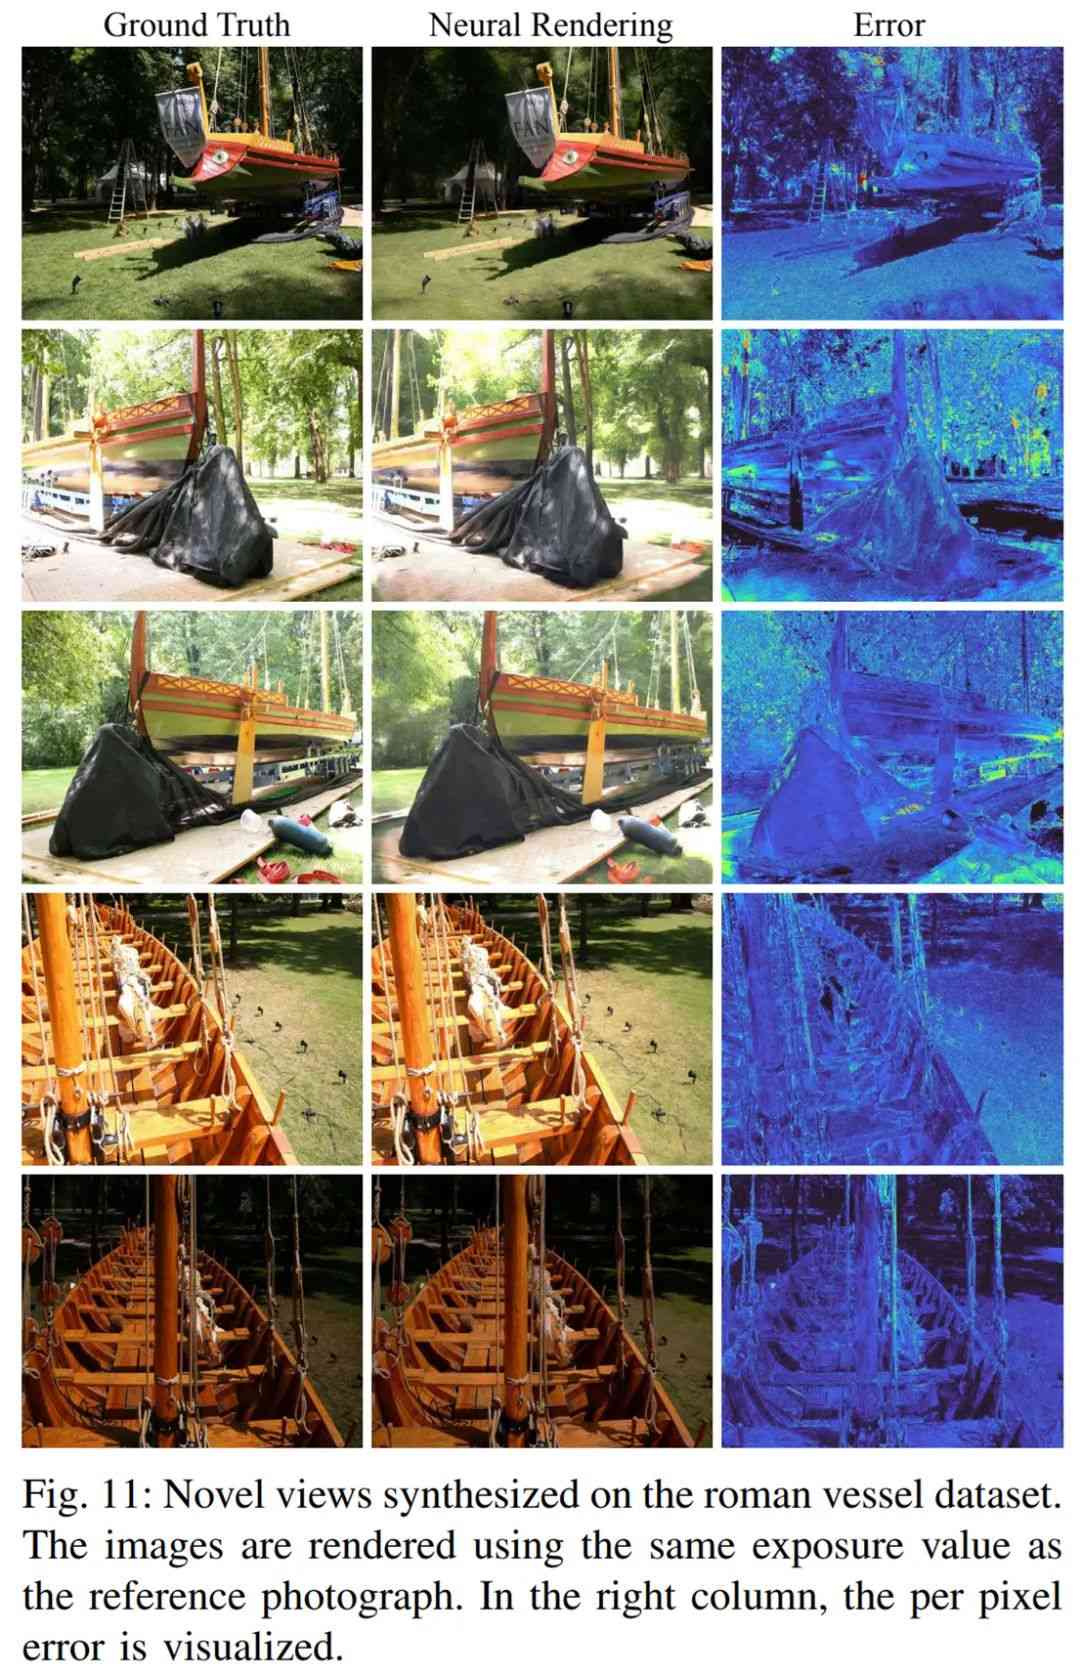 Ground Truth Neural Rendering Error
FAN
FAN
Fig. 11: Novel views synthesized on the roman vessel dataset.
The images are rendered using the same exposure value as
the reference photograph. In the right column, the per pixel
error is visualized.